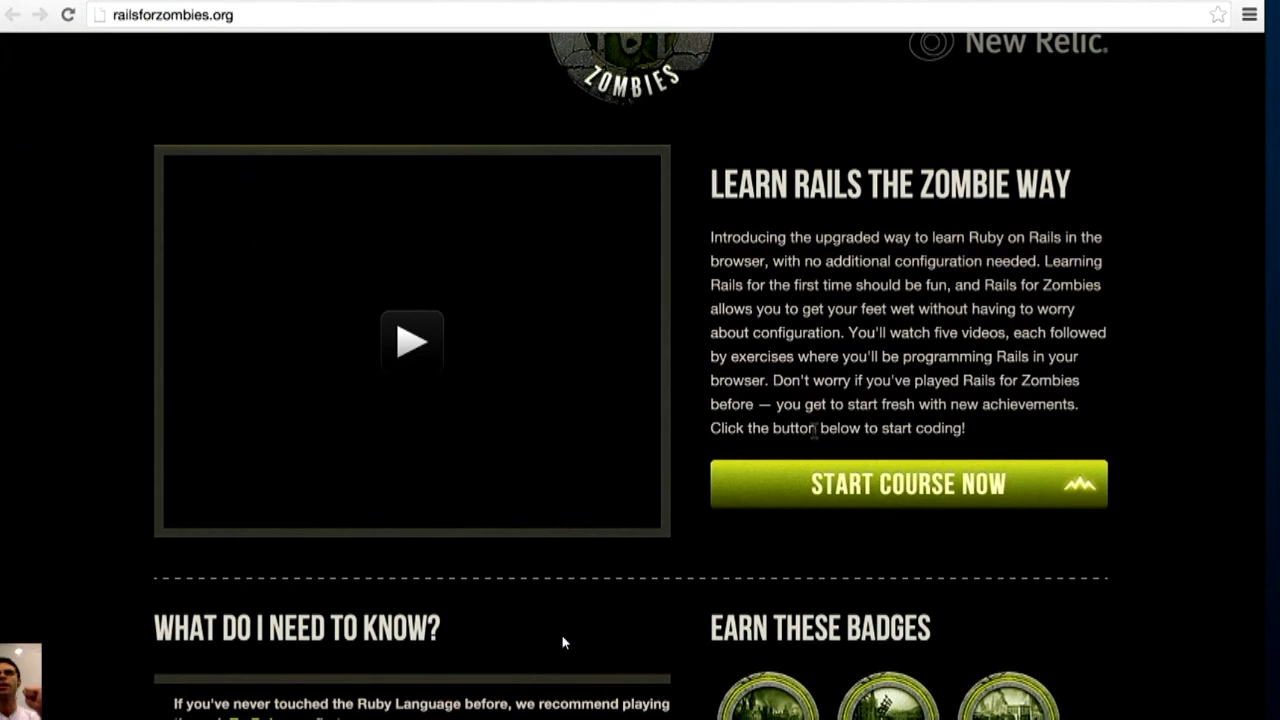 railsforzombies.org
New Relic.
ZOMBIES
LEARN RAILS THE ZOMBIE WAY
Introducing the upgraded way to learn Ruby on Rails in the
browser, with no additional configuration needed. Learning
Rails for the first time should be fun, and Rails for Zombies
allows you to get your feet wet without having to worry
about configuration. You'll watch five videos, each followed
by exercises where you'll be programming Rails in your
browser. Don't worry if you've played Rails for Zombies
before — you get to start fresh with new achievements.
Click the button below to start coding!
START COURSE NOW
WHAT DO I NEED TO KNOW?
If you've never touched the Ruby Language before, we recommend playing
EARN THESE BADGES